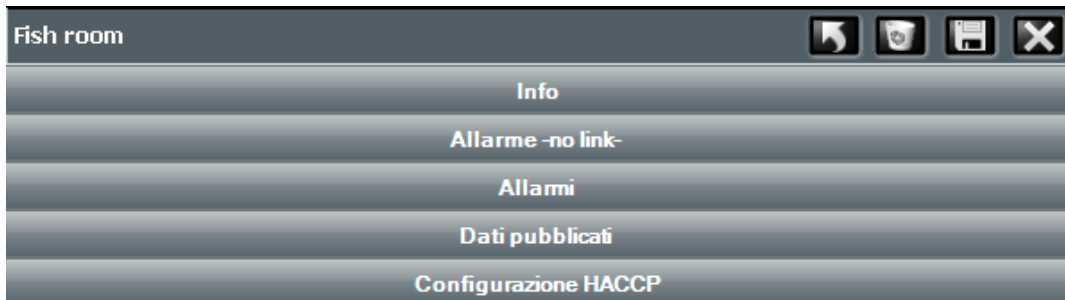 Fish room
Info
Allarme -no link-
Allarmi
Dati pubblicati
Configurazione HACCP